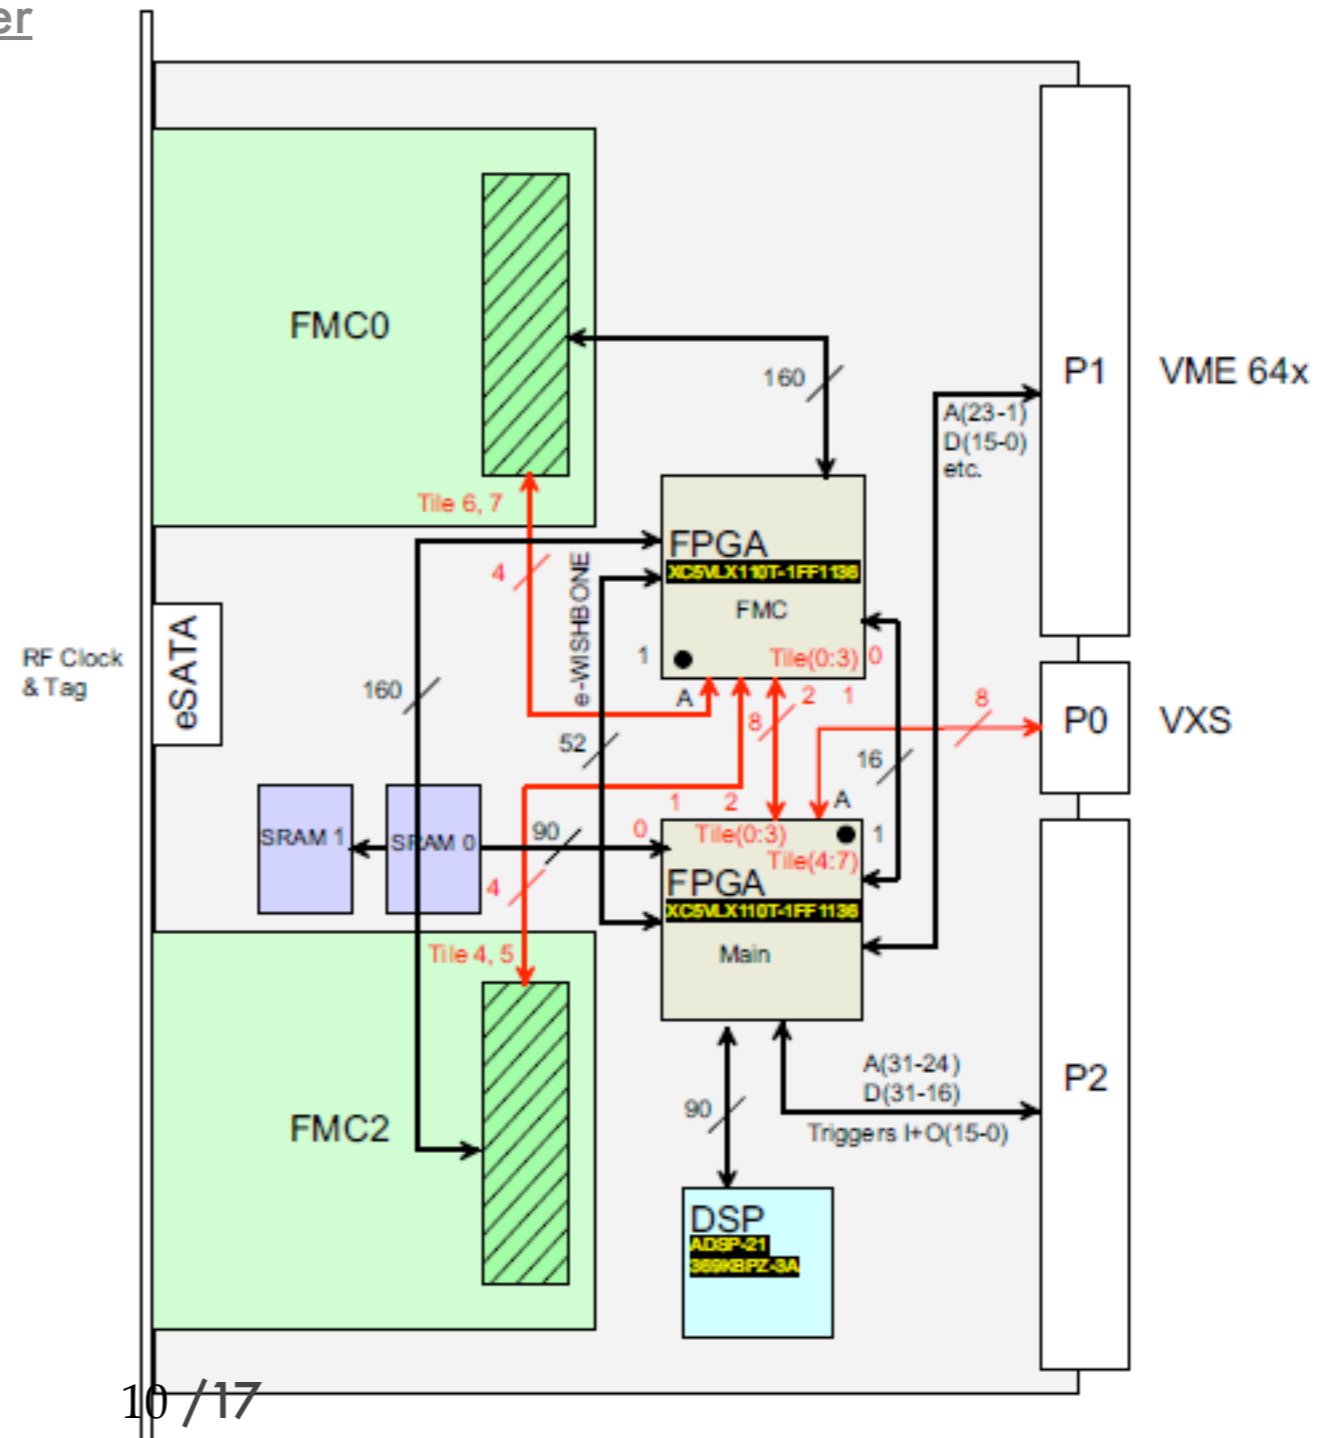 er
FMC0
160
P1
VME 64x
A(23-1)
D(15-0)
etc.
Tile 6, 7
4
e-WISHBONE
FPGA
XC5VLX110T-1FF1136
FMC
1
Tile(0:3)
0
A
2
1
8
RF Clock
& Tag
eSATA
160
52
16
8
P0
VXS
1
2
A
SRAM 1
SRAM 0
90
0
Tile(0:3)
1
Tile(4:7)
4
FPGA
XC5VLX110T-1FF1136
Main
Tile 4, 5
FMC2
90
A(31-24)
D(31-16)
Triggers I+O(15-0)
P2
DSP
ADSP-21
369KBPZ-3A
10 /17